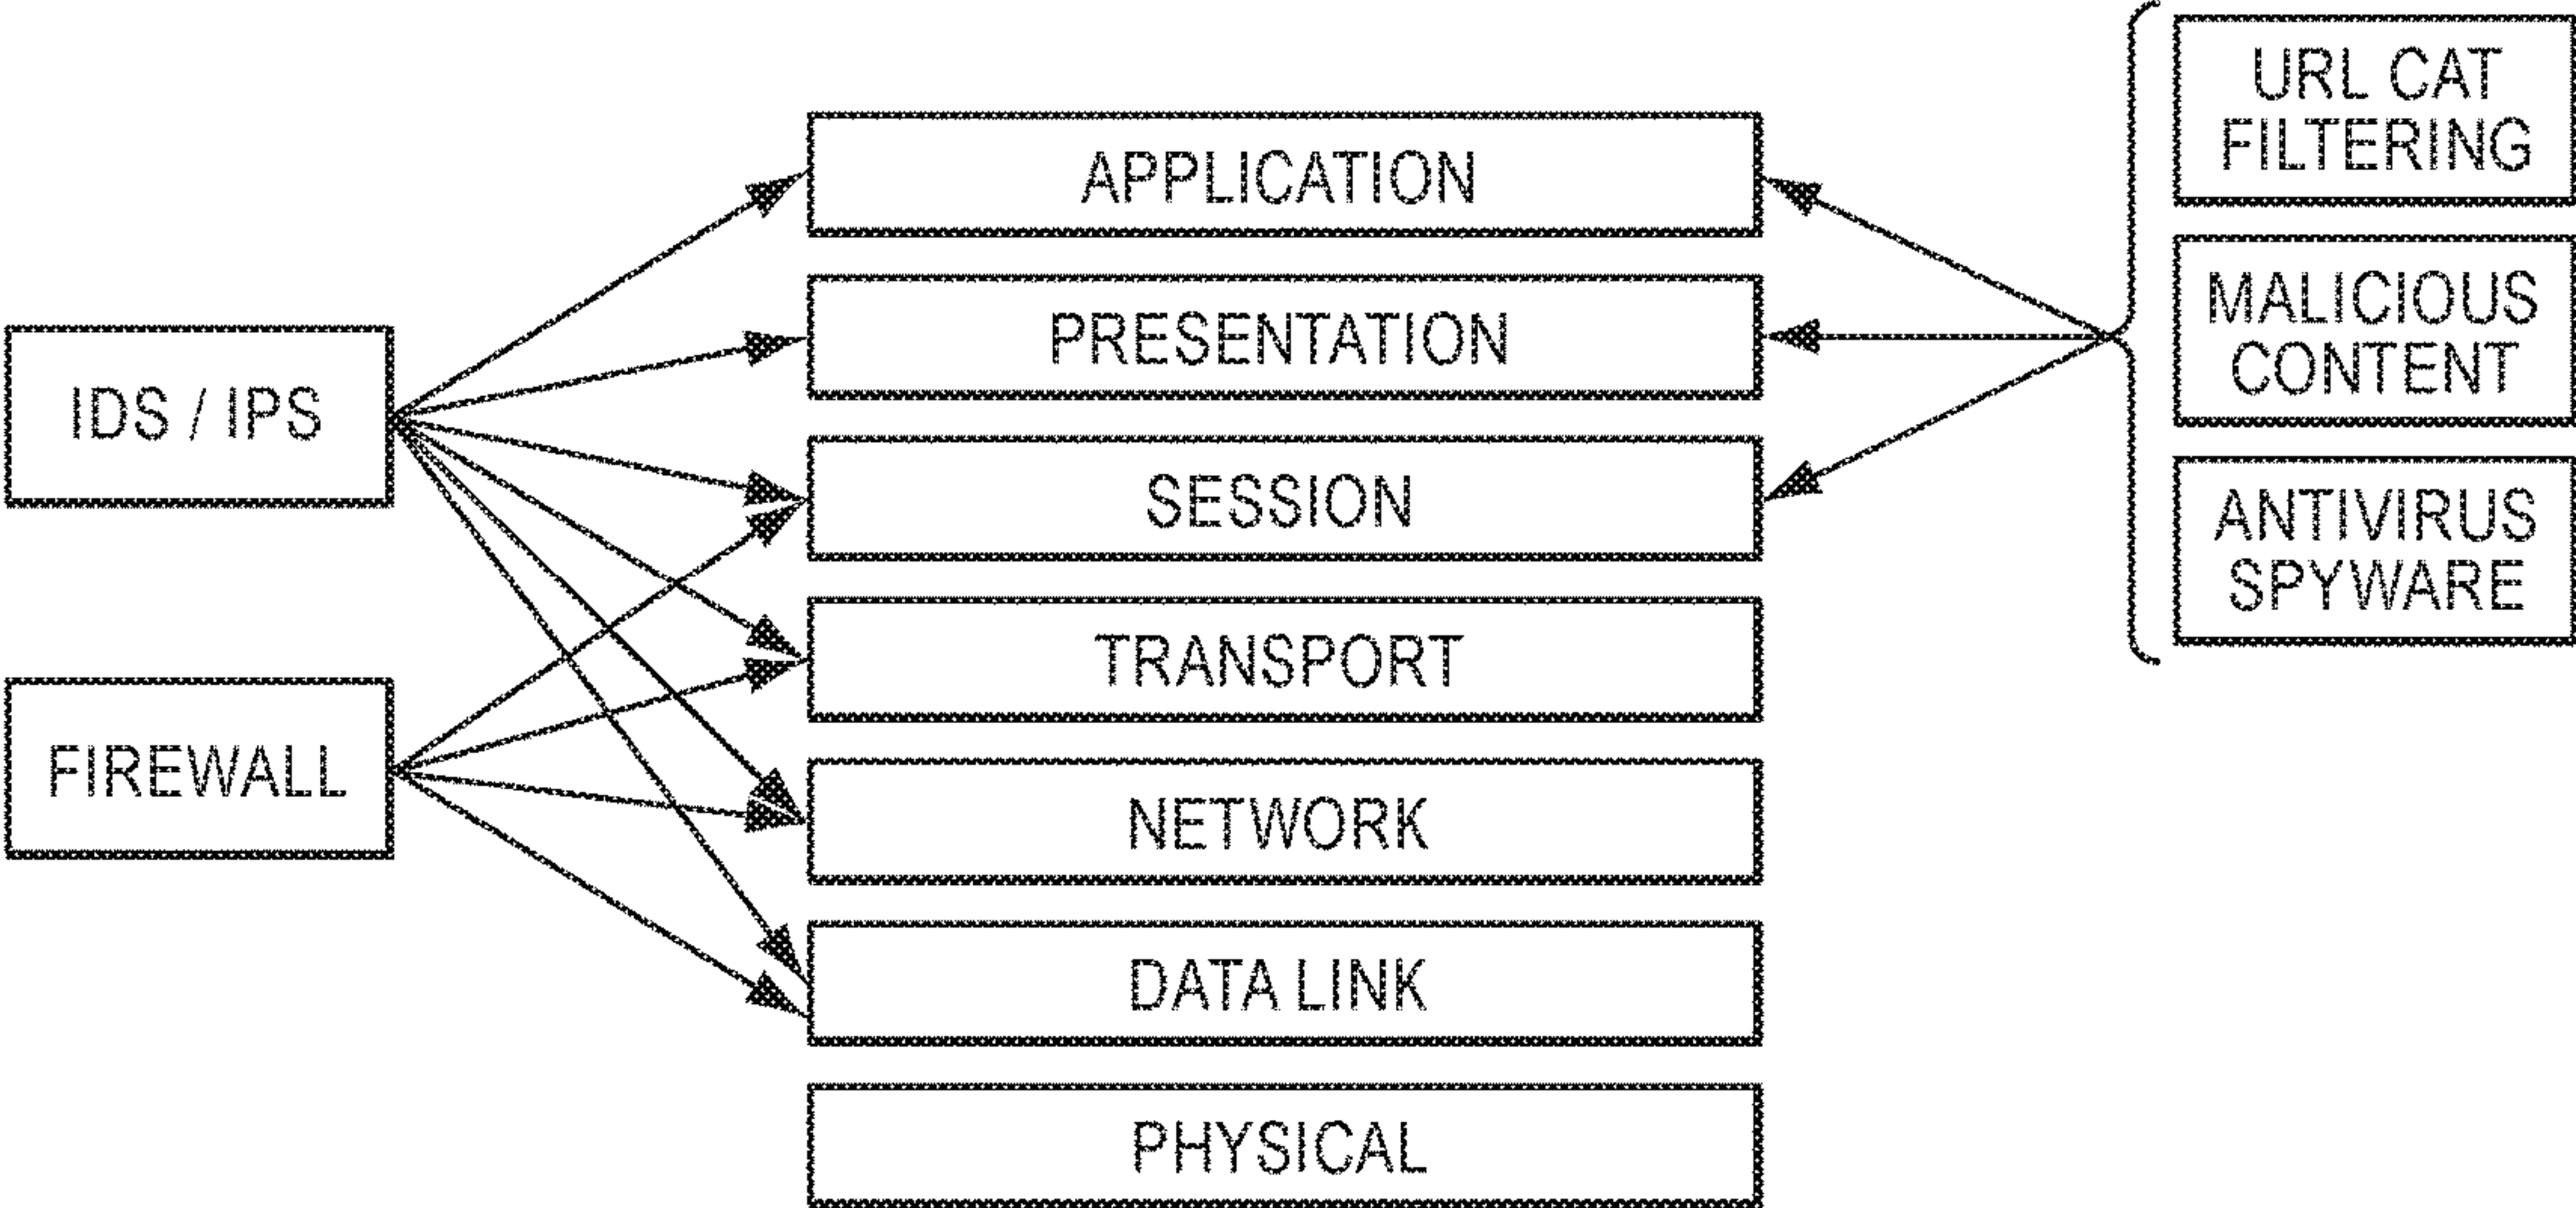 IDS / IPS
FIREWALL
APPLICATION
PRESENTATION
SESSION
TRANSPORT
NETWORK
DATA LINK
PHYSICAL
URL CAT
FILTERING
MALICIOUS
CONTENT
ANTIVIRUS
SPYWARE